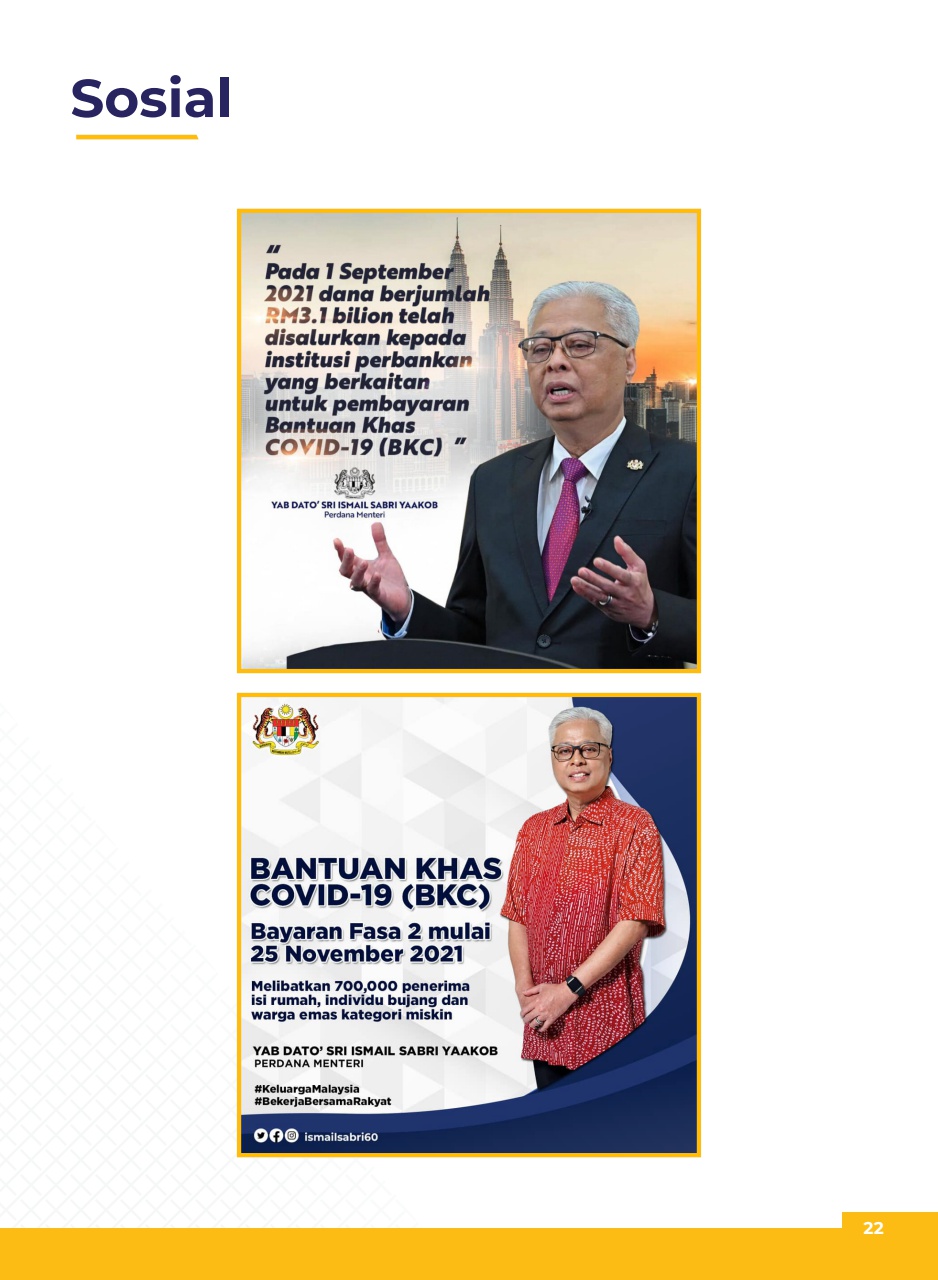 Sosial
“
Pada 1 September
2021 dana berjumlah
RM3.1 bilion telah
disalurkan kepada
institusi perbankan
yang berkaitan
untuk pembayaran
Bantuan Khas
COVID-19 (BKC) ”
YAB DATO’ SRI ISMAIL SABRI YAAKOB
Perdana Menteri
BANTUAN KHAS
COVID-19 (BKC)
Bayaran Fasa 2 mulai
25 November 2021
Melibatkan 700,000 penerima
isi rumah, individu bujang dan
warga emas kategori miskin
YAB DATO’ SRI ISMAIL SABRI YAAKOB
PERDANA MENTERI
#KeluargaMalaysia
#BekerjaBersamaRakyat
ismailsabri60
22